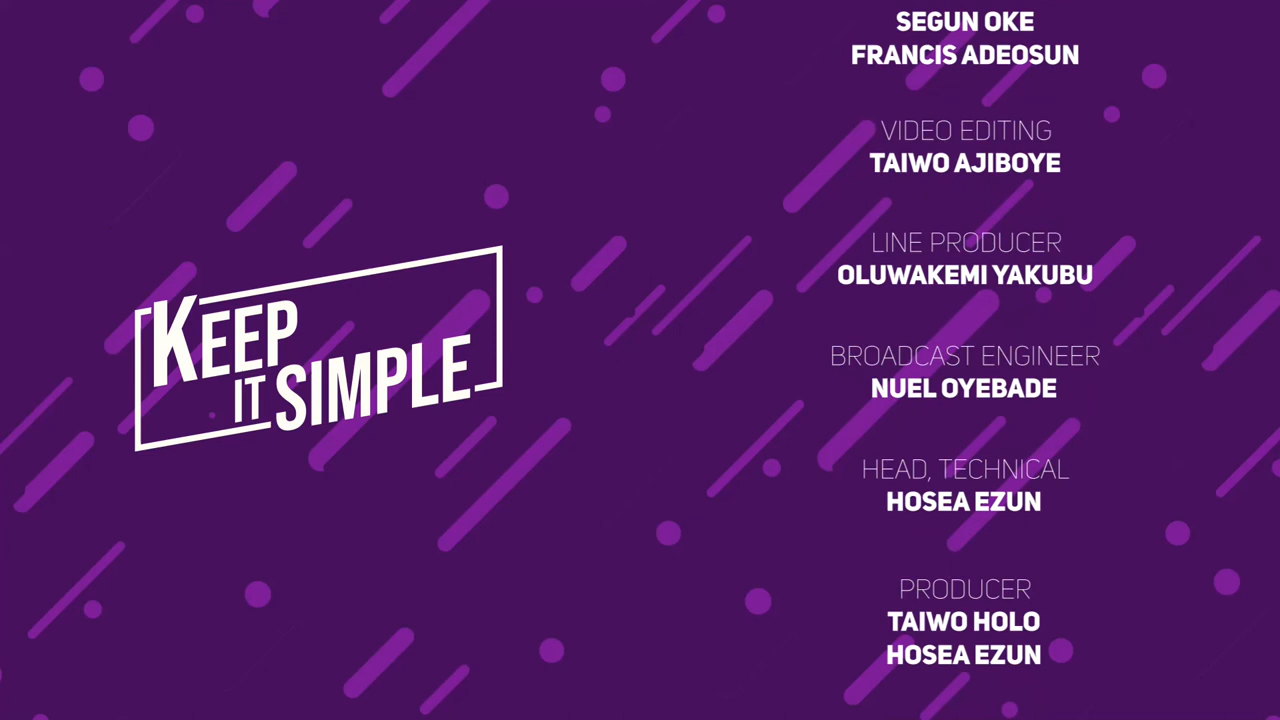 KEEP
IT SIMPLE
SEGUN OKE
FRANCIS ADEOSUN
VIDEO EDITING
TAIWO AJIBOYE
LINE PRODUCER
OLUWAKEMI YAKUBU
BROADCAST ENGINEER
NUEL OYEBADE
HEAD, TECHNICAL
HOSEA EZUN
PRODUCER
TAIWO HOLO
HOSEA EZUN